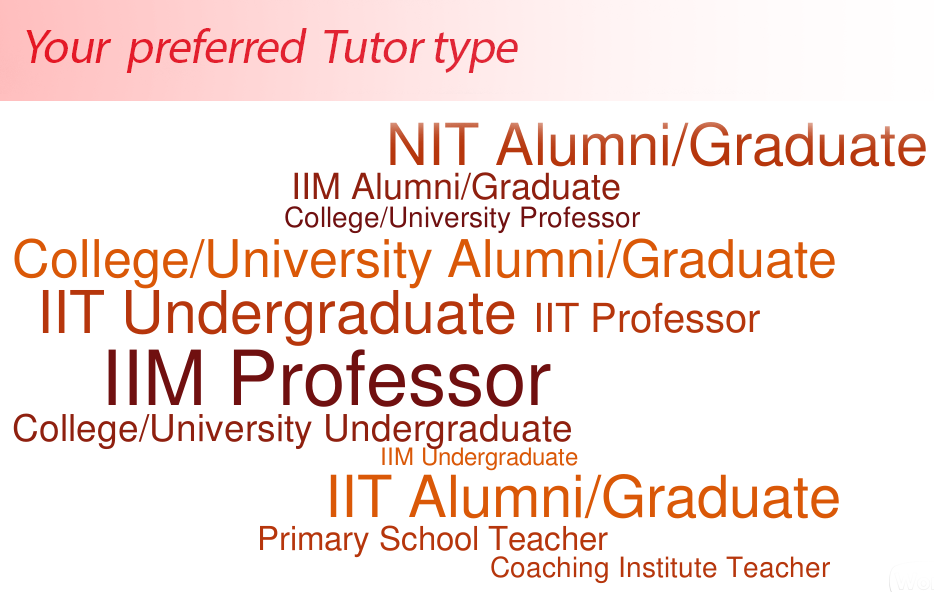 Your preferred Tutor type
NIT Alumni/Graduate
IIM Alumni/Graduate
College/University Professor
College/University Alumni/Graduate
IIT Undergraduate IIT Professor
IIM Professor
College/University Undergraduate
IIM Undergraduate
IIT Alumni/Graduate
Primary School Teacher
Coaching Institute Teacher